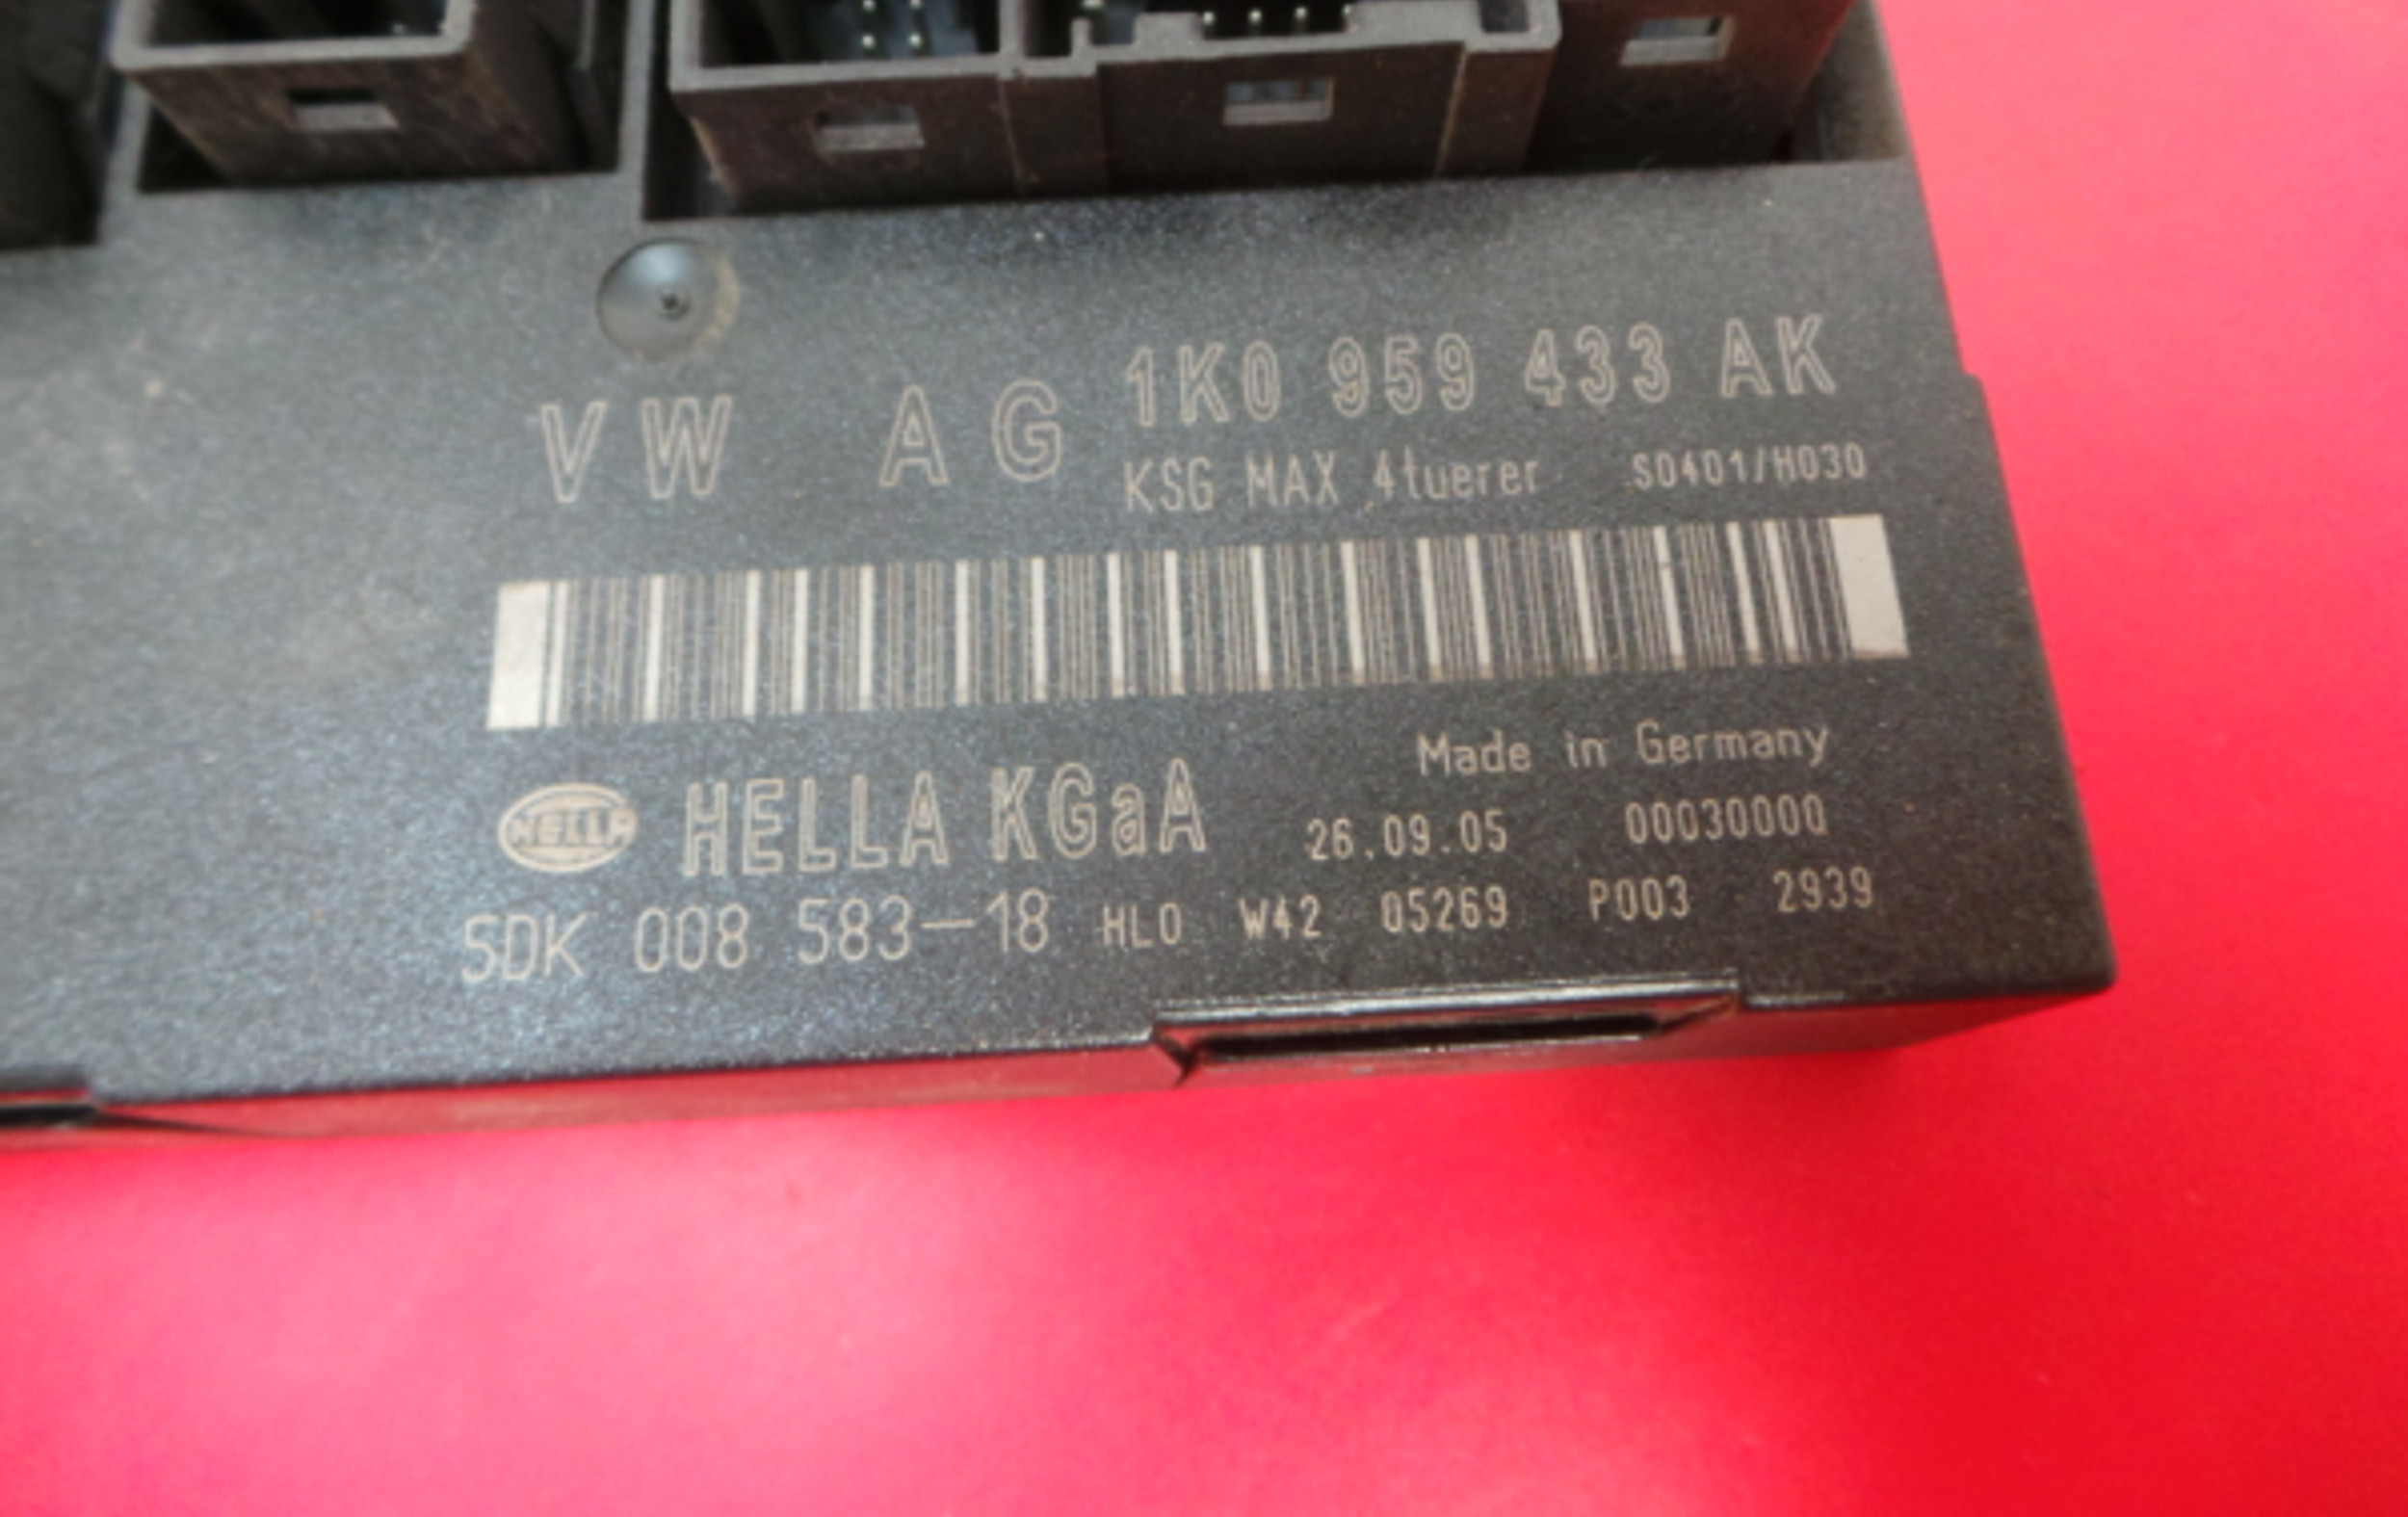 VW AG 1K0 959 433 AK
KSG MAX 4tuerer S0401/H030
Made in Germany
HELLA HELLA KGaA 26.09.05 00030000
5DK 008 583-18 HLO W42 05269 P003 2939